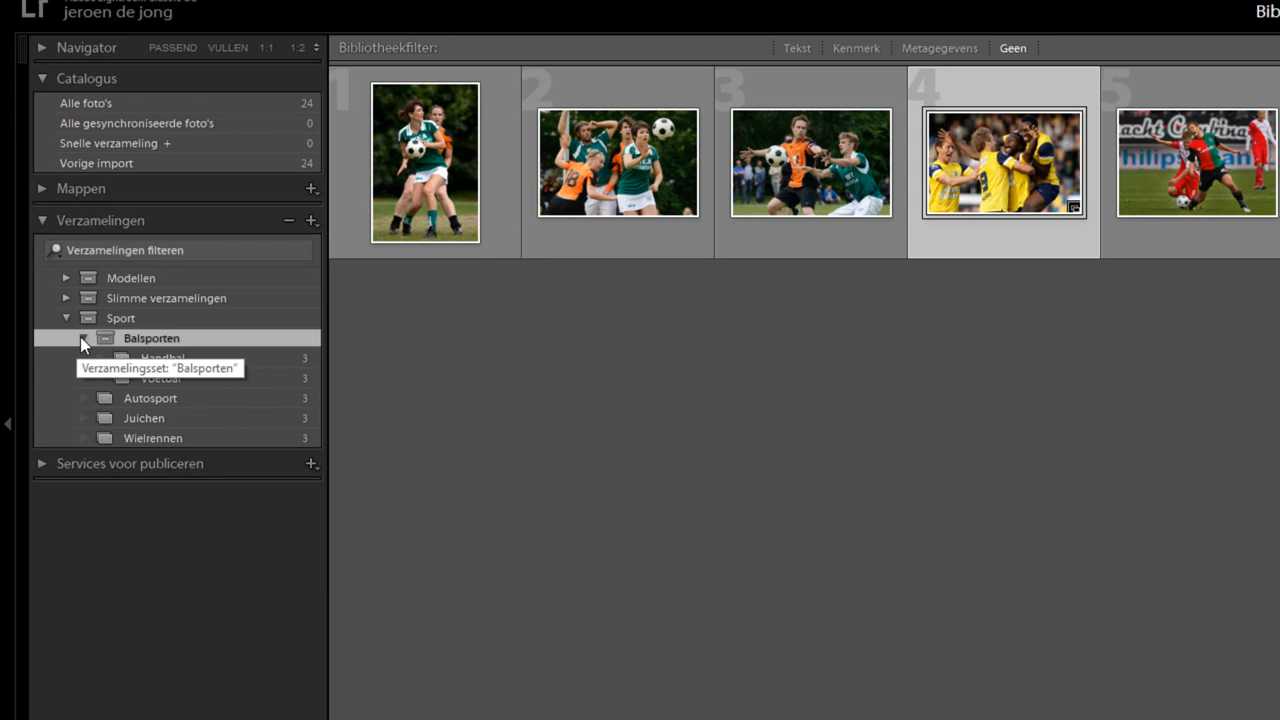 Lr
jeroen de jong
Bib
Navigator PASSEND VULLEN 1:1 1:2
Bibliotheekfilter: Tekst Kenmerk Metagegevens Geen
Catalogus
Alle foto's 24
Alle gesynchroniseerde foto's 0
Snelle verzameling + 0
Vorige import 24
Mappen
Verzamelingen
Verzamelingen filteren
Modellen
Slimme verzamelingen
Sport
Balsporten
Handbal 3
Verzamelingsset: "Balsporten"
Voetbal 3
Autosport 3
Juichen 3
Wielrennen 3
Services voor publiceren
1 2 3 4 5